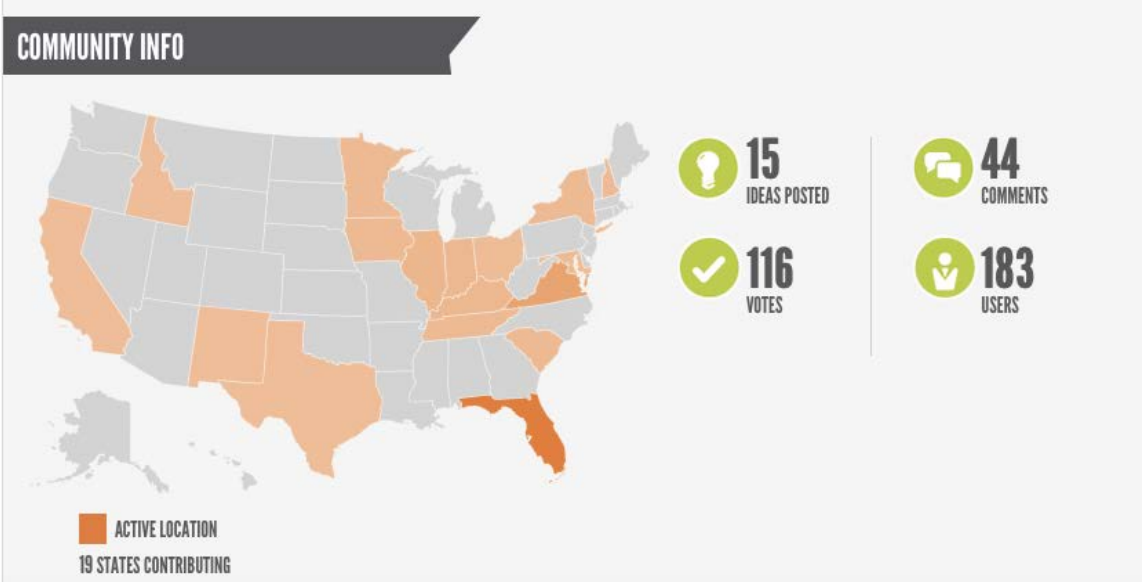 COMMUNITY INFO
15
IDEAS POSTED
44
COMMENTS
116
VOTES
183
USERS
ACTIVE LOCATION
19 STATES CONTRIBUTING